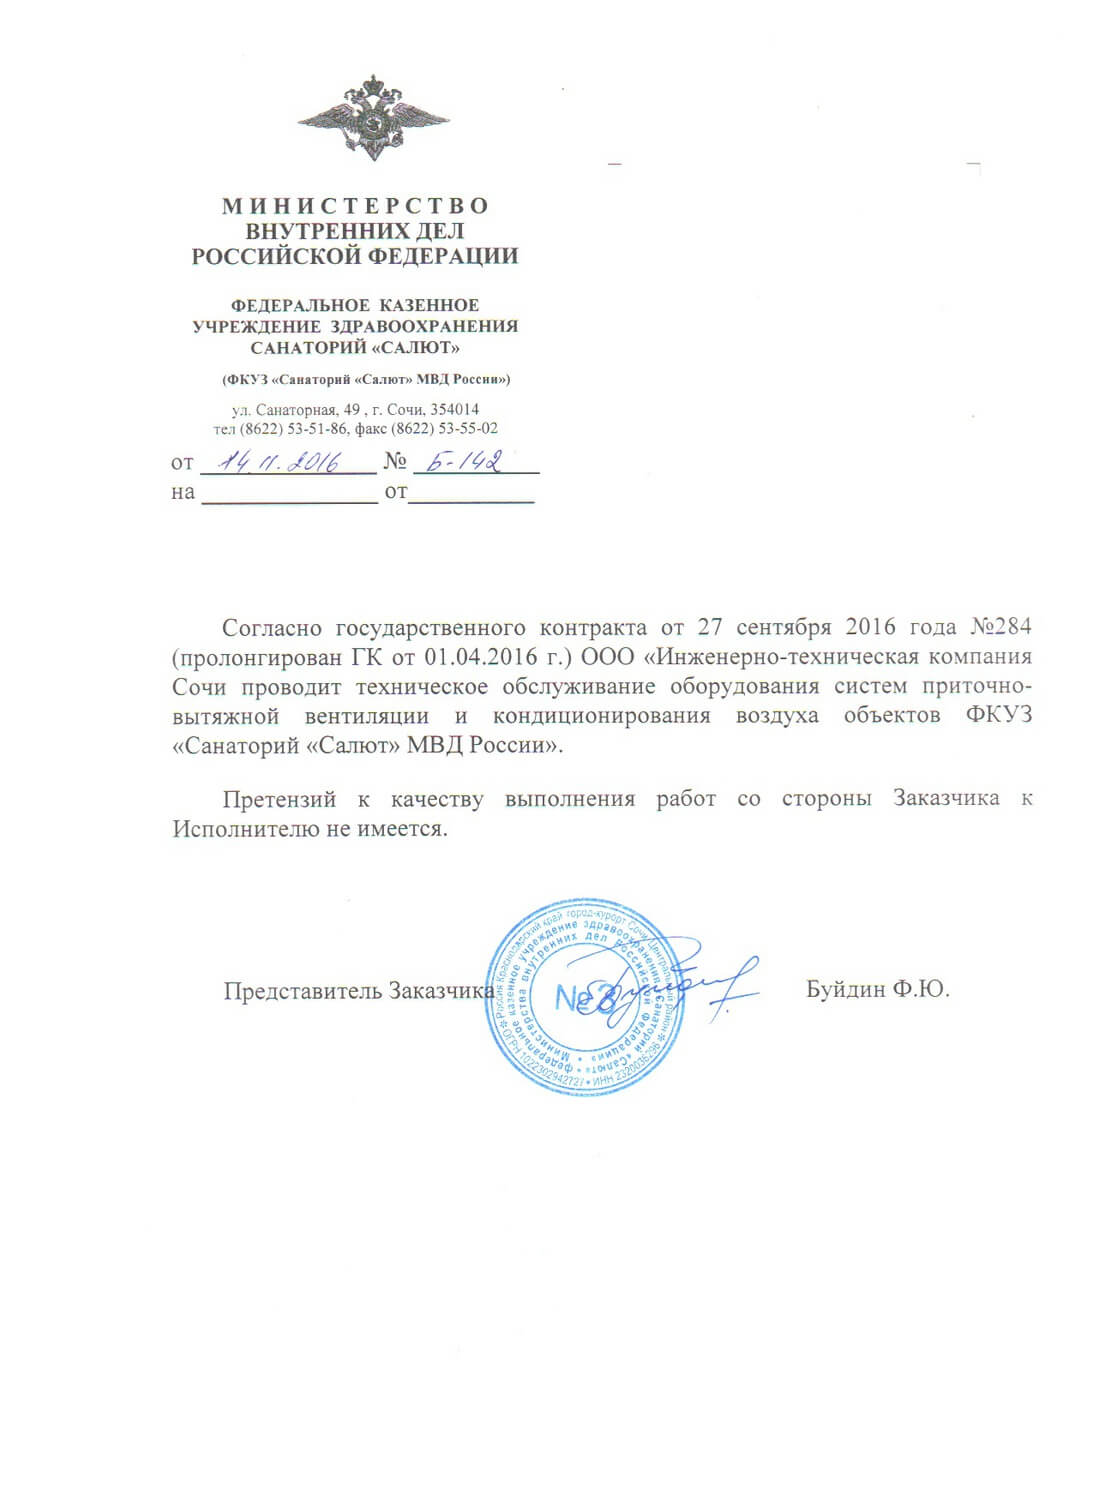 МИНИСТЕРСТВО
ВНУТРЕННИХ ДЕЛ
РОССИЙСКОЙ ФЕДЕРАЦИИ
ФЕДЕРАЛЬНОЕ КАЗЕННОЕ
УЧРЕЖДЕНИЕ ЗДРАВООХРАНЕНИЯ
САНАТОРИЙ «САЛЮТ»
(ФКУЗ «Санаторий «Салют» МВД России»)
ул. Санаторная, 49 , г. Сочи, 354014
тел (8622) 53-51-86, факс (8622) 53-55-02
от 14.11.2016 № Б-142
на от
Согласно государственного контракта от 27 сентября 2016 года №284
(пролонгирован ГК от 01.04.2016 г.) ООО «Инженерно-техническая компания
Сочи проводит техническое обслуживание оборудования систем приточно-
вытяжной вентиляции и кондиционирования воздуха объектов ФКУЗ
«Санаторий «Салют» МВД России».
Претензий к качеству выполнения работ со стороны Заказчика к
Исполнителю не имеется.
Представитель Заказчика Буйдин Ф.Ю.
Россия Краснодарский край город-курорт Сочи Центральный район
ОГРН 1022302942727 • ИНН 2320036296
федеральное казенное учреждение здравоохранения «Санаторий «Салют»
Министерства внутренних дел Российской Федерации»
№3